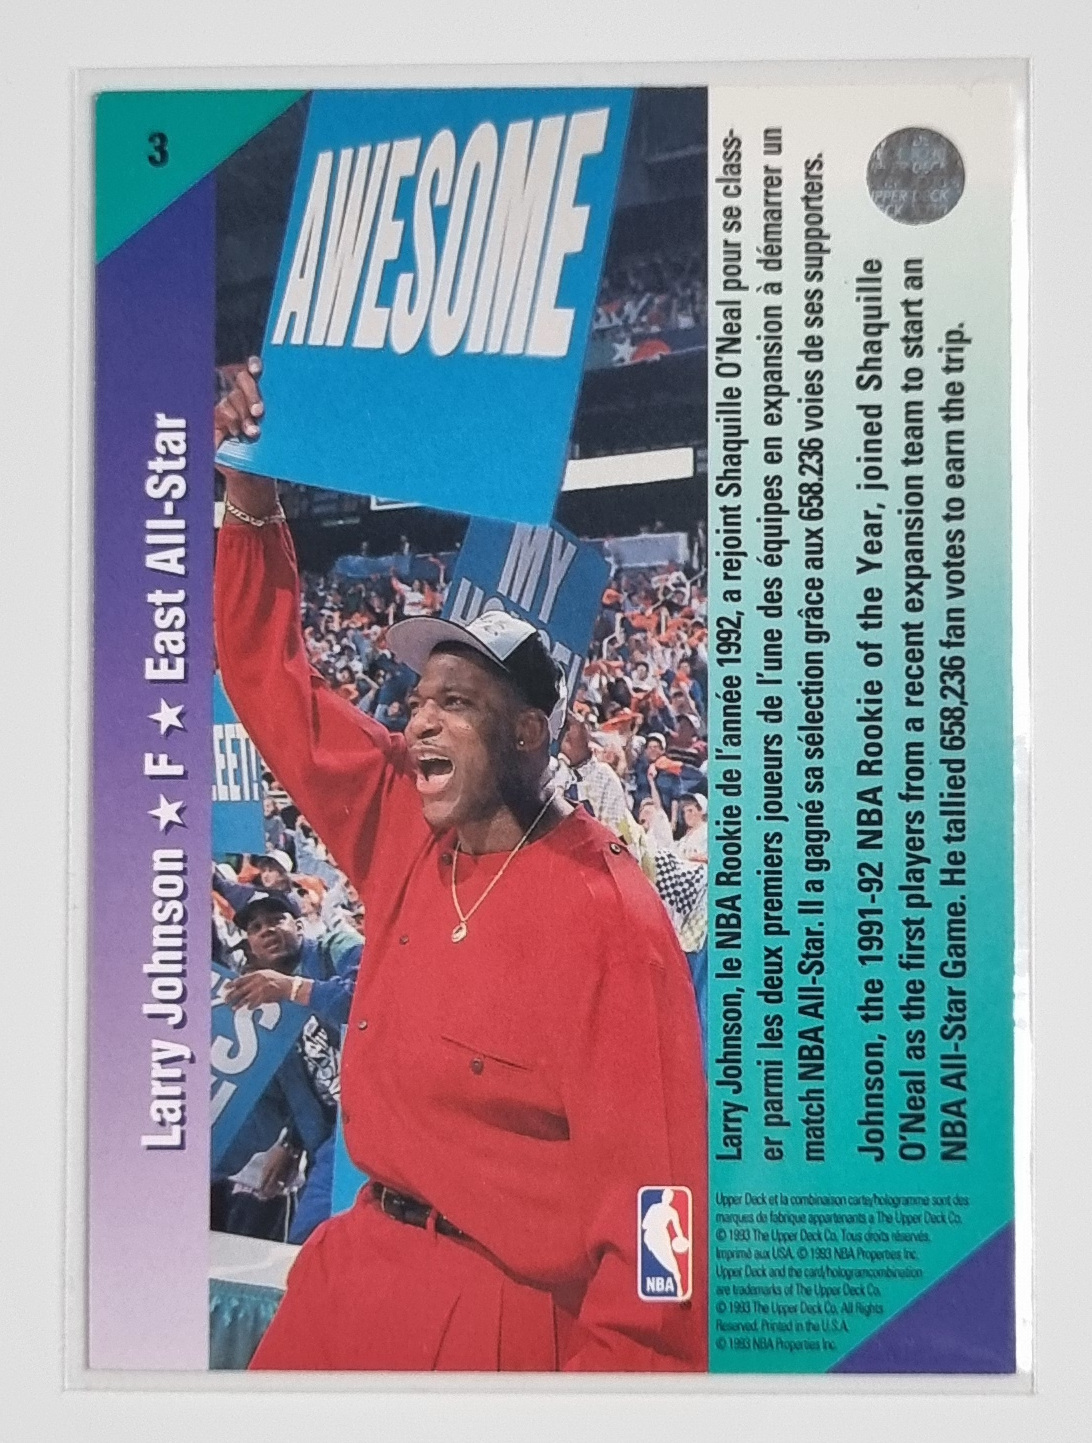 3
Larry Johnson ★ F ★ East All-Star
AWESOME
MY
EET!
NBA
Larry Johnson, le NBA Rookie de l'année 1992, a rejoint Shaquille O'Neal pour se class-
er parmi les deux premiers joueurs de l'une des équipes en expansion à démarrer un
match NBA All-Star. Il a gagné sa sélection grâce aux 658.236 voies de ses supporters.
Johnson, the 1991-92 NBA Rookie of the Year, joined Shaquille
O'Neal as the first players from a recent expansion team to start an
NBA All-Star Game. He tallied 658,236 fan votes to earn the trip.
Upper Deck et la combinaison carte/hologramme sont des
marques de fabrique appartenants a The Upper Deck Co.
© 1993 The Upper Deck Co. Tous droits réservés.
Imprimé aux USA. © 1993 NBA Properties Inc.
Upper Deck and the card/hologramcombination
are trademarks of The Upper Deck Co.
© 1993 The Upper Deck Co. All Rights
Reserved. Printed in the U.S.A.
© 1993 NBA Properties Inc.